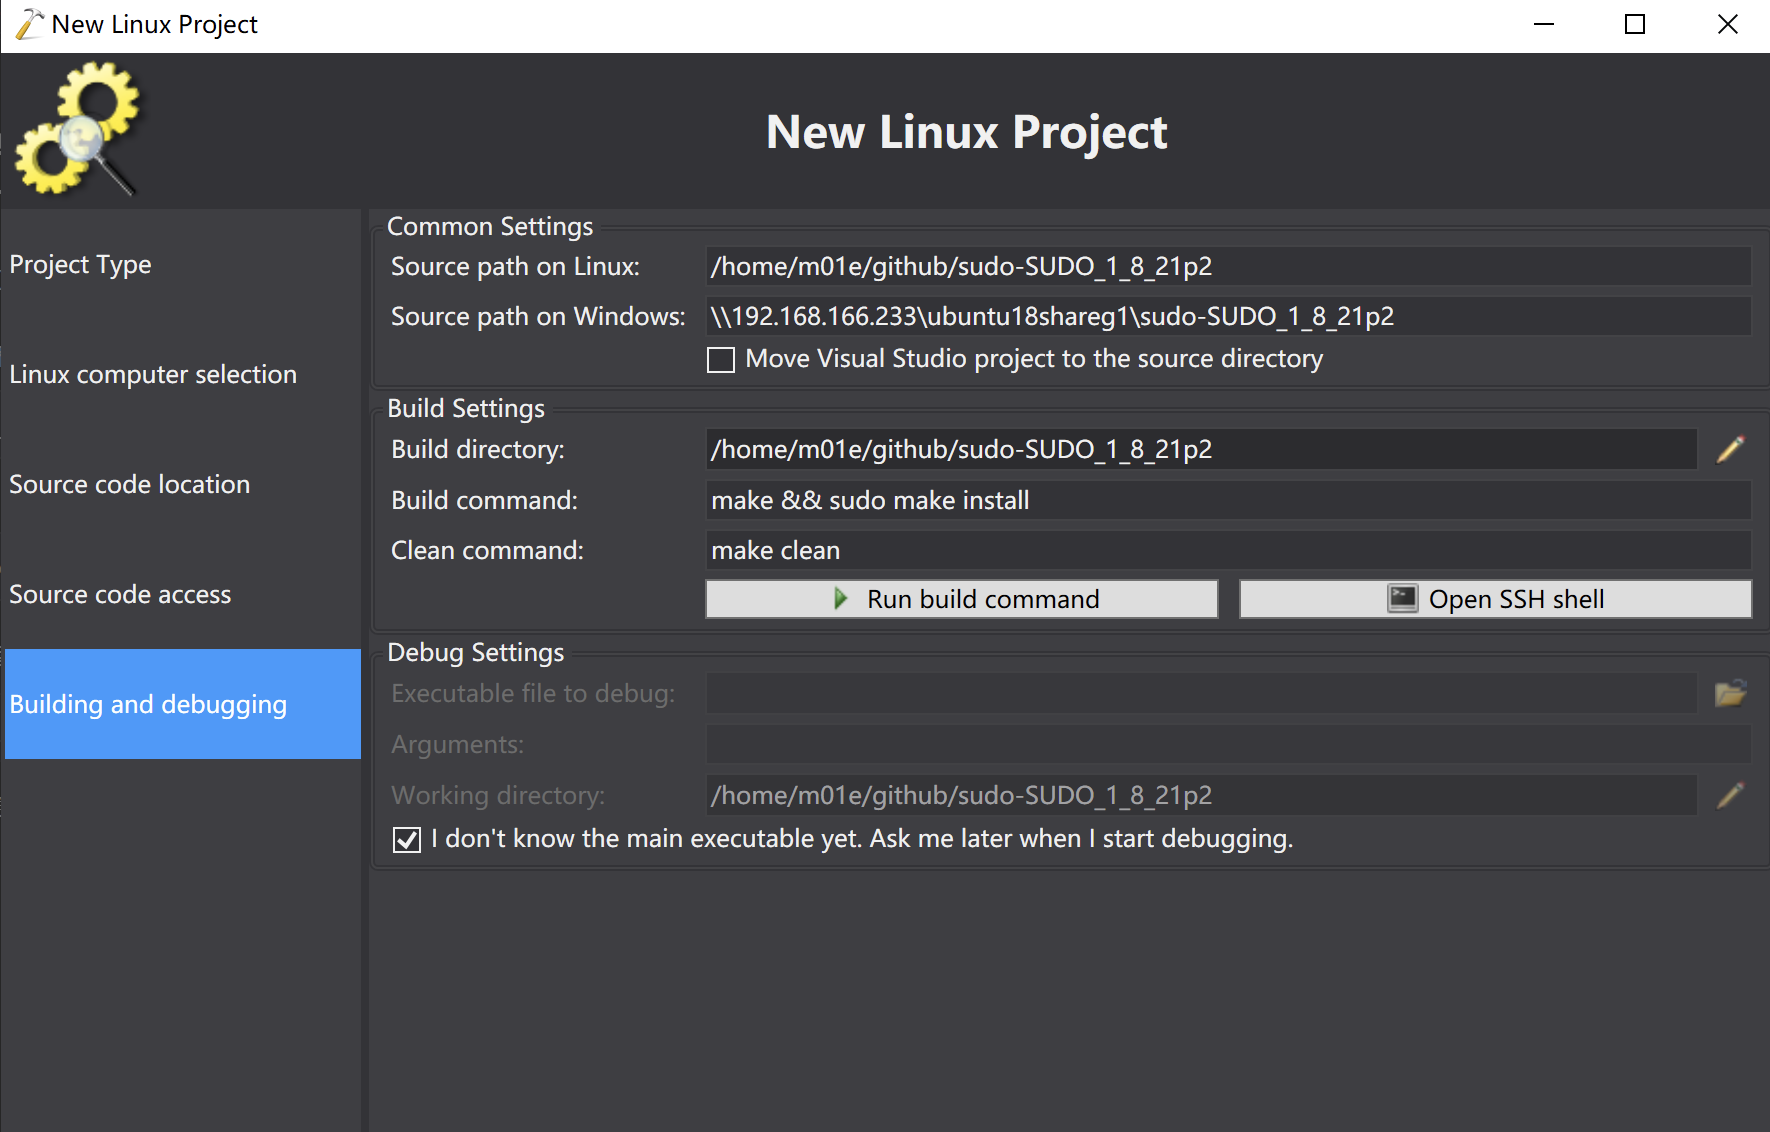 New Linux Project
New Linux Project
Project Type
Linux computer selection
Source code location
Source code access
Building and debugging
Common Settings
Source path on Linux: /home/m01e/github/sudo-SUDO_1_8_21p2
Source path on Windows: \\192.168.166.233\ubuntu18shareg1\sudo-SUDO_1_8_21p2
Move Visual Studio project to the source directory
Build Settings
Build directory: /home/m01e/github/sudo-SUDO_1_8_21p2
Build command: make && sudo make install
Clean command: make clean
Run build command Open SSH shell
Debug Settings
Executable file to debug:
Arguments:
Working directory: /home/m01e/github/sudo-SUDO_1_8_21p2
I don't know the main executable yet. Ask me later when I start debugging.